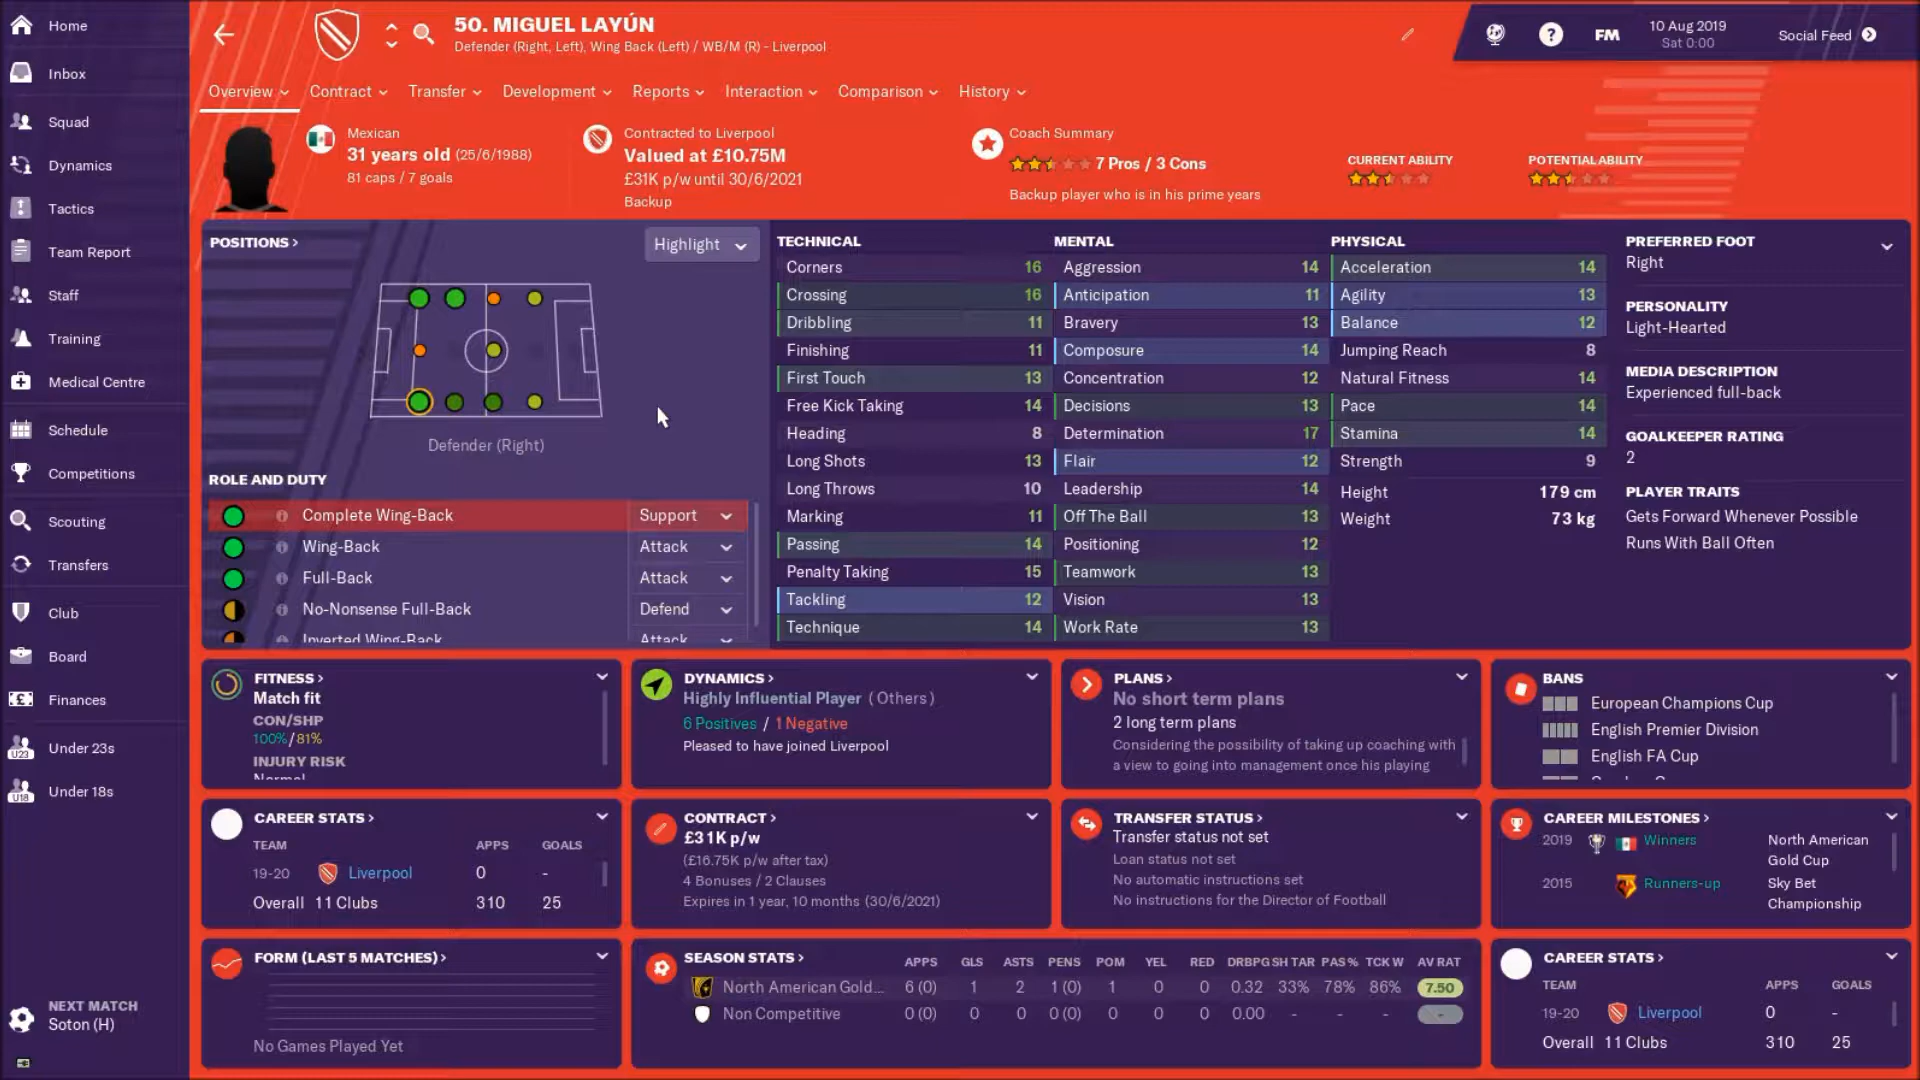 Home
Inbox
Squad
Dynamics
Tactics
Team Report
Staff
Training
Medical Centre
Schedule
Competitions
Scouting
Transfers
Club
Board
Finances
U23
Under 23s
U18
Under 18s
NEXT MATCH
Soton (H)
50. MIGUEL LAYÚN
Defender (Right, Left), Wing Back (Left) / WB/M (R) - Liverpool
? FM
10 Aug 2019
Sat 0:00
Social Feed
Overview Contract Transfer Development Reports Interaction Comparison History
Mexican
31 years old (25/6/1988)
81 caps / 7 goals
Contracted to Liverpool
Valued at £10.75M
£31K p/w until 30/6/2021
Backup
Coach Summary
7 Pros / 3 Cons
Backup player who is in his prime years
CURRENT ABILITY
POTENTIAL ABILITY
POSITIONS >
Highlight
Defender (Right)
ROLE AND DUTY
Complete Wing-Back Support
Wing-Back Attack
Full-Back Attack
No-Nonsense Full-Back Defend
Inverted Wing-Back Attack
TECHNICAL
Corners 16
Crossing 16
Dribbling 11
Finishing 11
First Touch 13
Free Kick Taking 14
Heading 8
Long Shots 13
Long Throws 10
Marking 11
Passing 14
Penalty Taking 15
Tackling 12
Technique 14
MENTAL
Aggression 14
Anticipation 11
Bravery 13
Composure 14
Concentration 12
Decisions 13
Determination 17
Flair 12
Leadership 14
Off The Ball 13
Positioning 12
Teamwork 13
Vision 13
Work Rate 13
PHYSICAL
Acceleration 14
Agility 13
Balance 12
Jumping Reach 8
Natural Fitness 14
Pace 14
Stamina 14
Strength 9
Height 179 cm
Weight 73 kg
PREFERRED FOOT
Right
PERSONALITY
Light-Hearted
MEDIA DESCRIPTION
Experienced full-back
GOALKEEPER RATING
2
PLAYER TRAITS
Gets Forward Whenever Possible
Runs With Ball Often
FITNESS >
Match fit
CON/SHP
100%/81%
INJURY RISK
Normal
DYNAMICS >
Highly Influential Player (Others)
6 Positives / 1 Negative
Pleased to have joined Liverpool
PLANS >
No short term plans
2 long term plans
Considering the possibility of taking up coaching with
a view to going into management once his playing
BANS
European Champions Cup
English Premier Division
English FA Cup
CAREER STATS >
TEAM APPS GOALS
19-20 Liverpool 0 -
Overall 11 Clubs 310 25
CONTRACT >
£31K p/w
(£16.75K p/w after tax)
4 Bonuses / 2 Clauses
Expires in 1 year, 10 months (30/6/2021)
TRANSFER STATUS >
Transfer status not set
Loan status not set
No automatic instructions set
No instructions for the Director of Football
CAREER MILESTONES >
2019 Winners North American
Gold Cup
2015 Runners-up Sky Bet
Championship
FORM (LAST 5 MATCHES) >
No Games Played Yet
SEASON STATS >
APPS GLS ASTS PENS POM YEL RED DRBPG SH TAR PAS% TCK W AV RAT
North American Gold... 6 (0) 1 2 1 (0) 1 0 0 0.32 33% 78% 86% 7.50
Non Competitive 0 (0) 0 0 0 (0) 0 0 0 0.00 - - - -
CAREER STATS >
TEAM APPS GOALS
19-20 Liverpool 0 -
Overall 11 Clubs 310 25